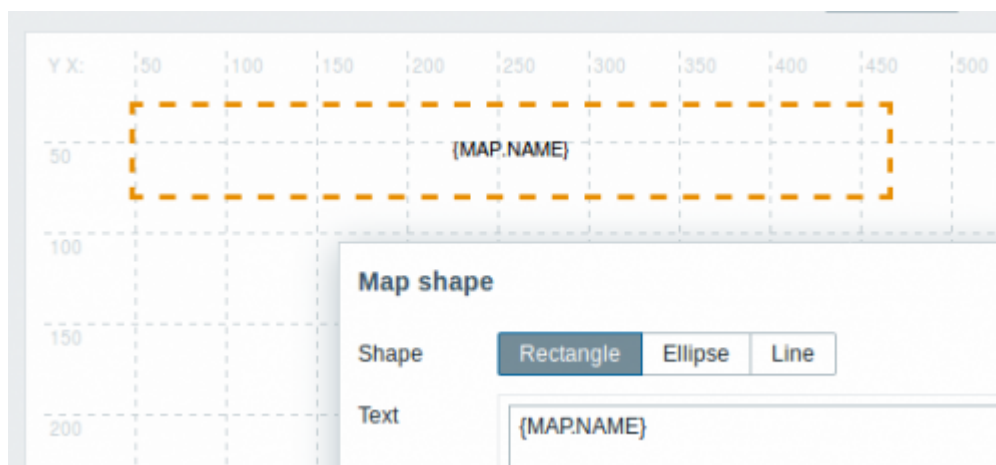 Y X: 50 100 150 200 250 300 350 400 450 500
{MAP.NAME}
50
100
Map shape
150
Shape Rectangle Ellipse Line
Text {MAP.NAME}
200